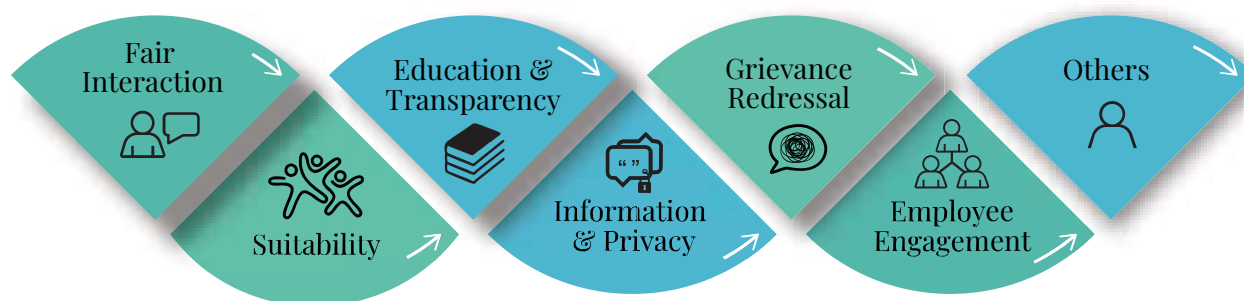 Fair
Interaction
Suitability
Education &
Transparency
“ ”
Information
& Privacy
Grievance
Redressal
Employee
Engagement
Others